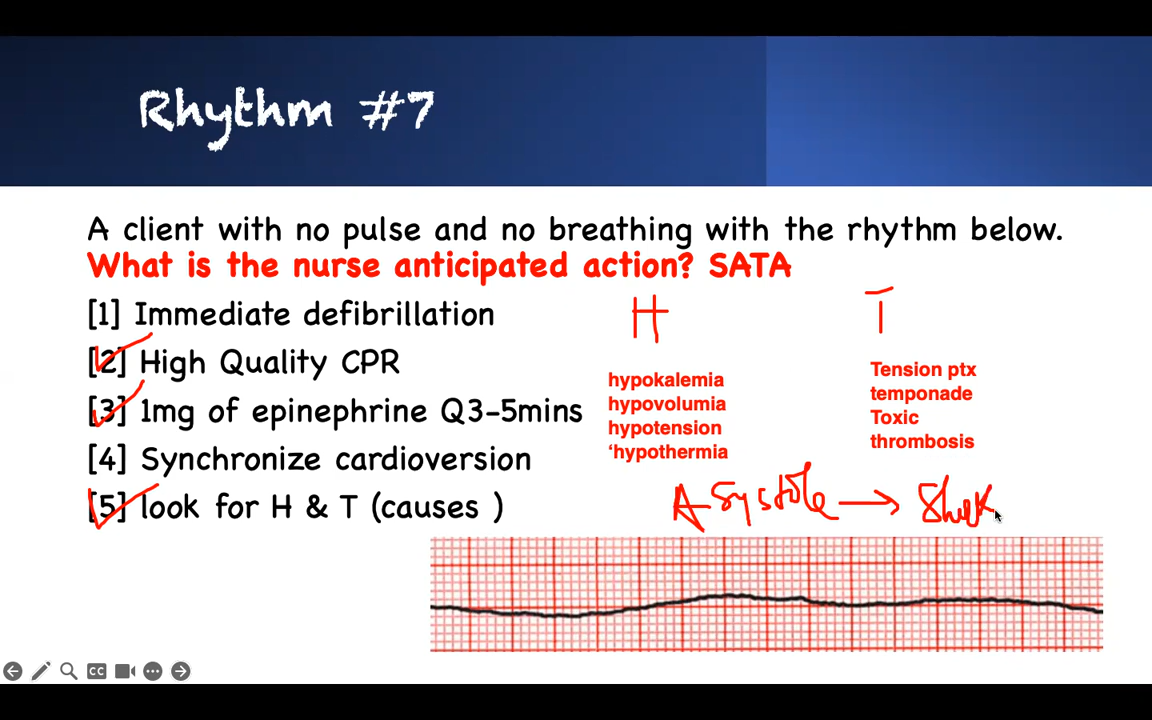 Rhythm #7
A client with no pulse and no breathing with the rhythm below.
What is the nurse anticipated action? SATA
[1] Immediate defibrillation
[2] High Quality CPR
[3] 1mg of epinephrine Q3-5mins
[4] Synchronize cardioversion
[5] look for H & T (causes )
H
hypokalemia
hypovolumia
hypotension
‘hypothermia
T
Tension ptx
temponade
Toxic
thrombosis
Asystole →
CC